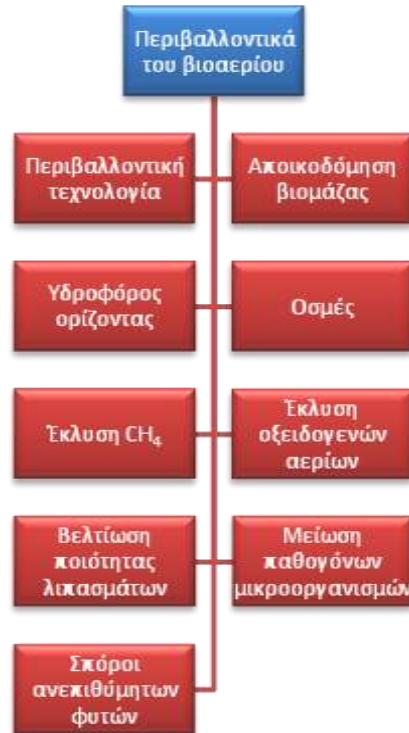 Περιβαλλοντικά
του βιοαερίου
Περιβαλλοντική
τεχνολογία
Αποικοδόμηση
βιομάζας
Υδροφόρος
ορίζοντας
Οσμές
Έκλυση CH₄
Έκλυση
οξειδογενών
αερίων
Βελτίωση
ποιότητας
λιπασμάτων
Μείωση
παθογόνων
μικροοργανισμών
Σπόροι
ανεπιθύμητων
φυτών